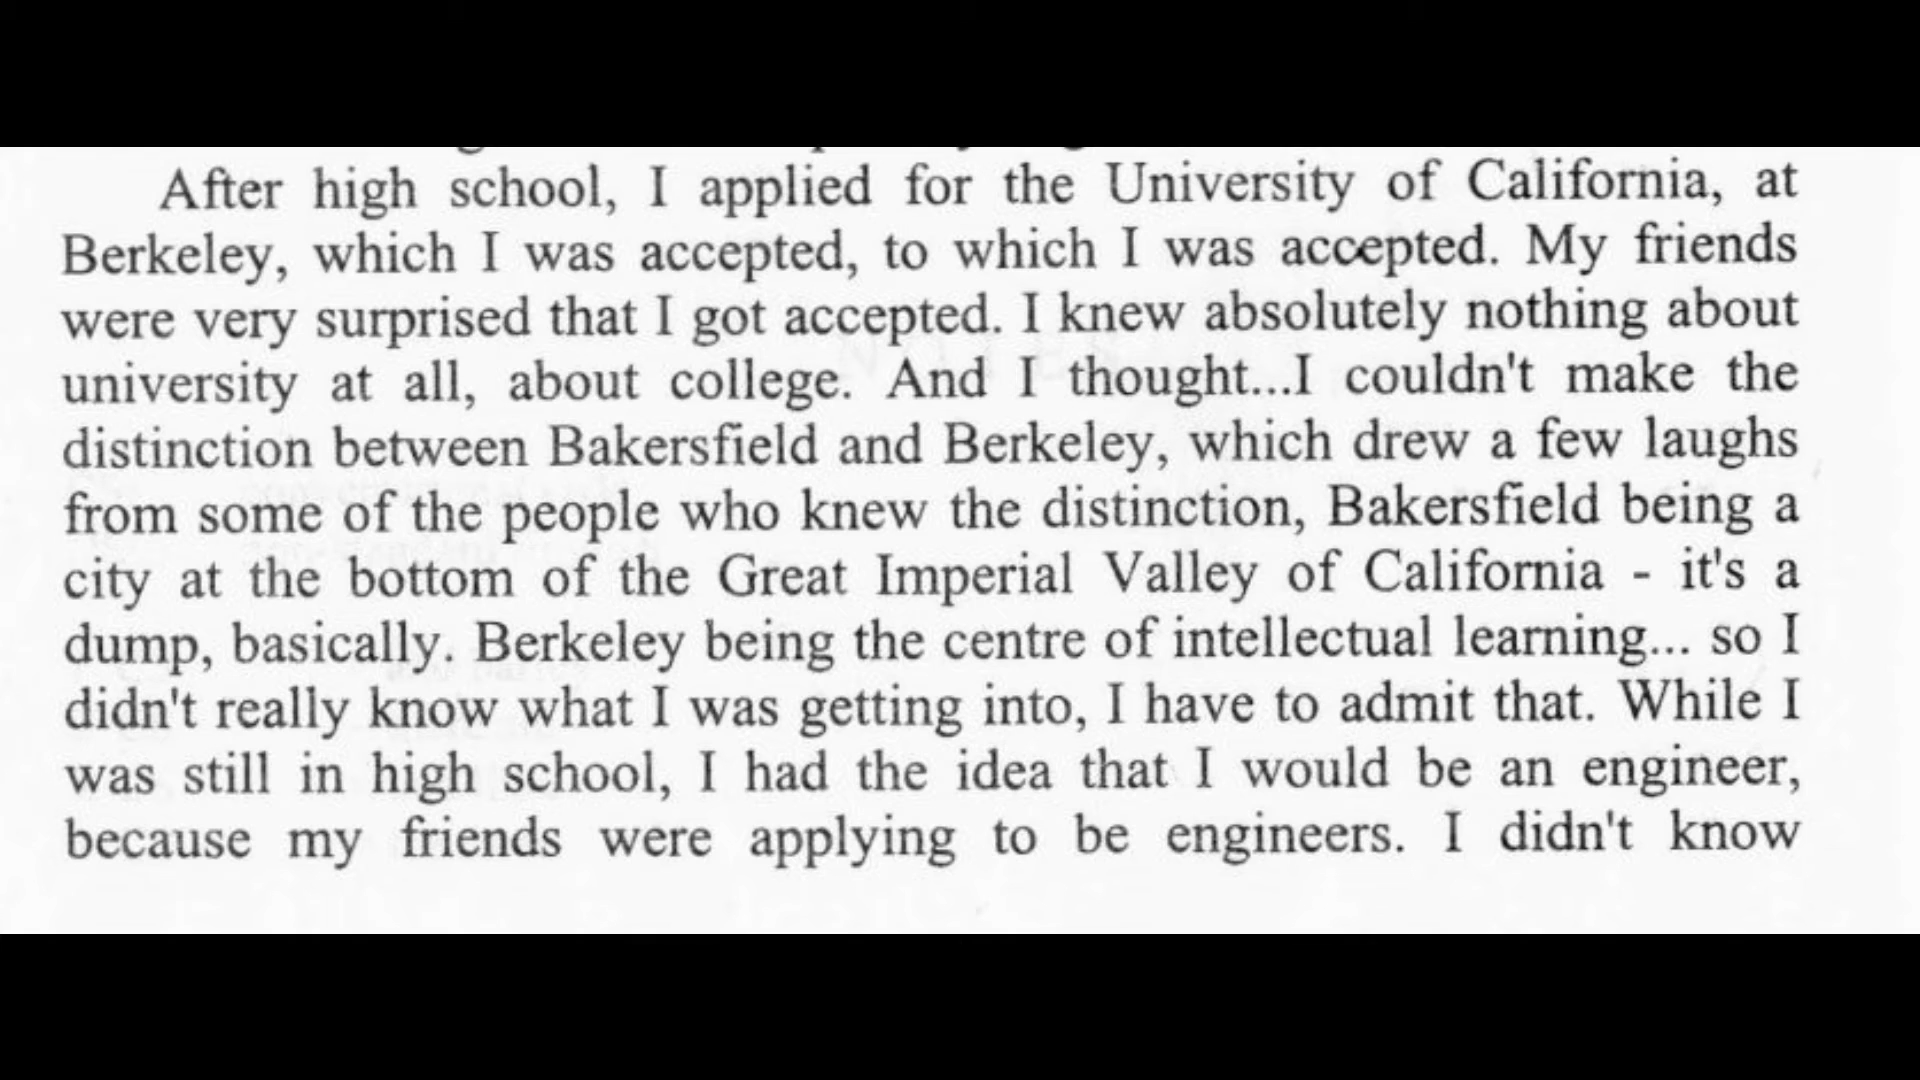 After high school, I applied for the University of California, at
Berkeley, which I was accepted, to which I was accepted. My friends
were very surprised that I got accepted. I knew absolutely nothing about
university at all, about college. And I thought...I couldn't make the
distinction between Bakersfield and Berkeley, which drew a few laughs
from some of the people who knew the distinction, Bakersfield being a
city at the bottom of the Great Imperial Valley of California - it's a
dump, basically. Berkeley being the centre of intellectual learning... so I
didn't really know what I was getting into, I have to admit that. While I
was still in high school, I had the idea that I would be an engineer,
because my friends were applying to be engineers. I didn't know